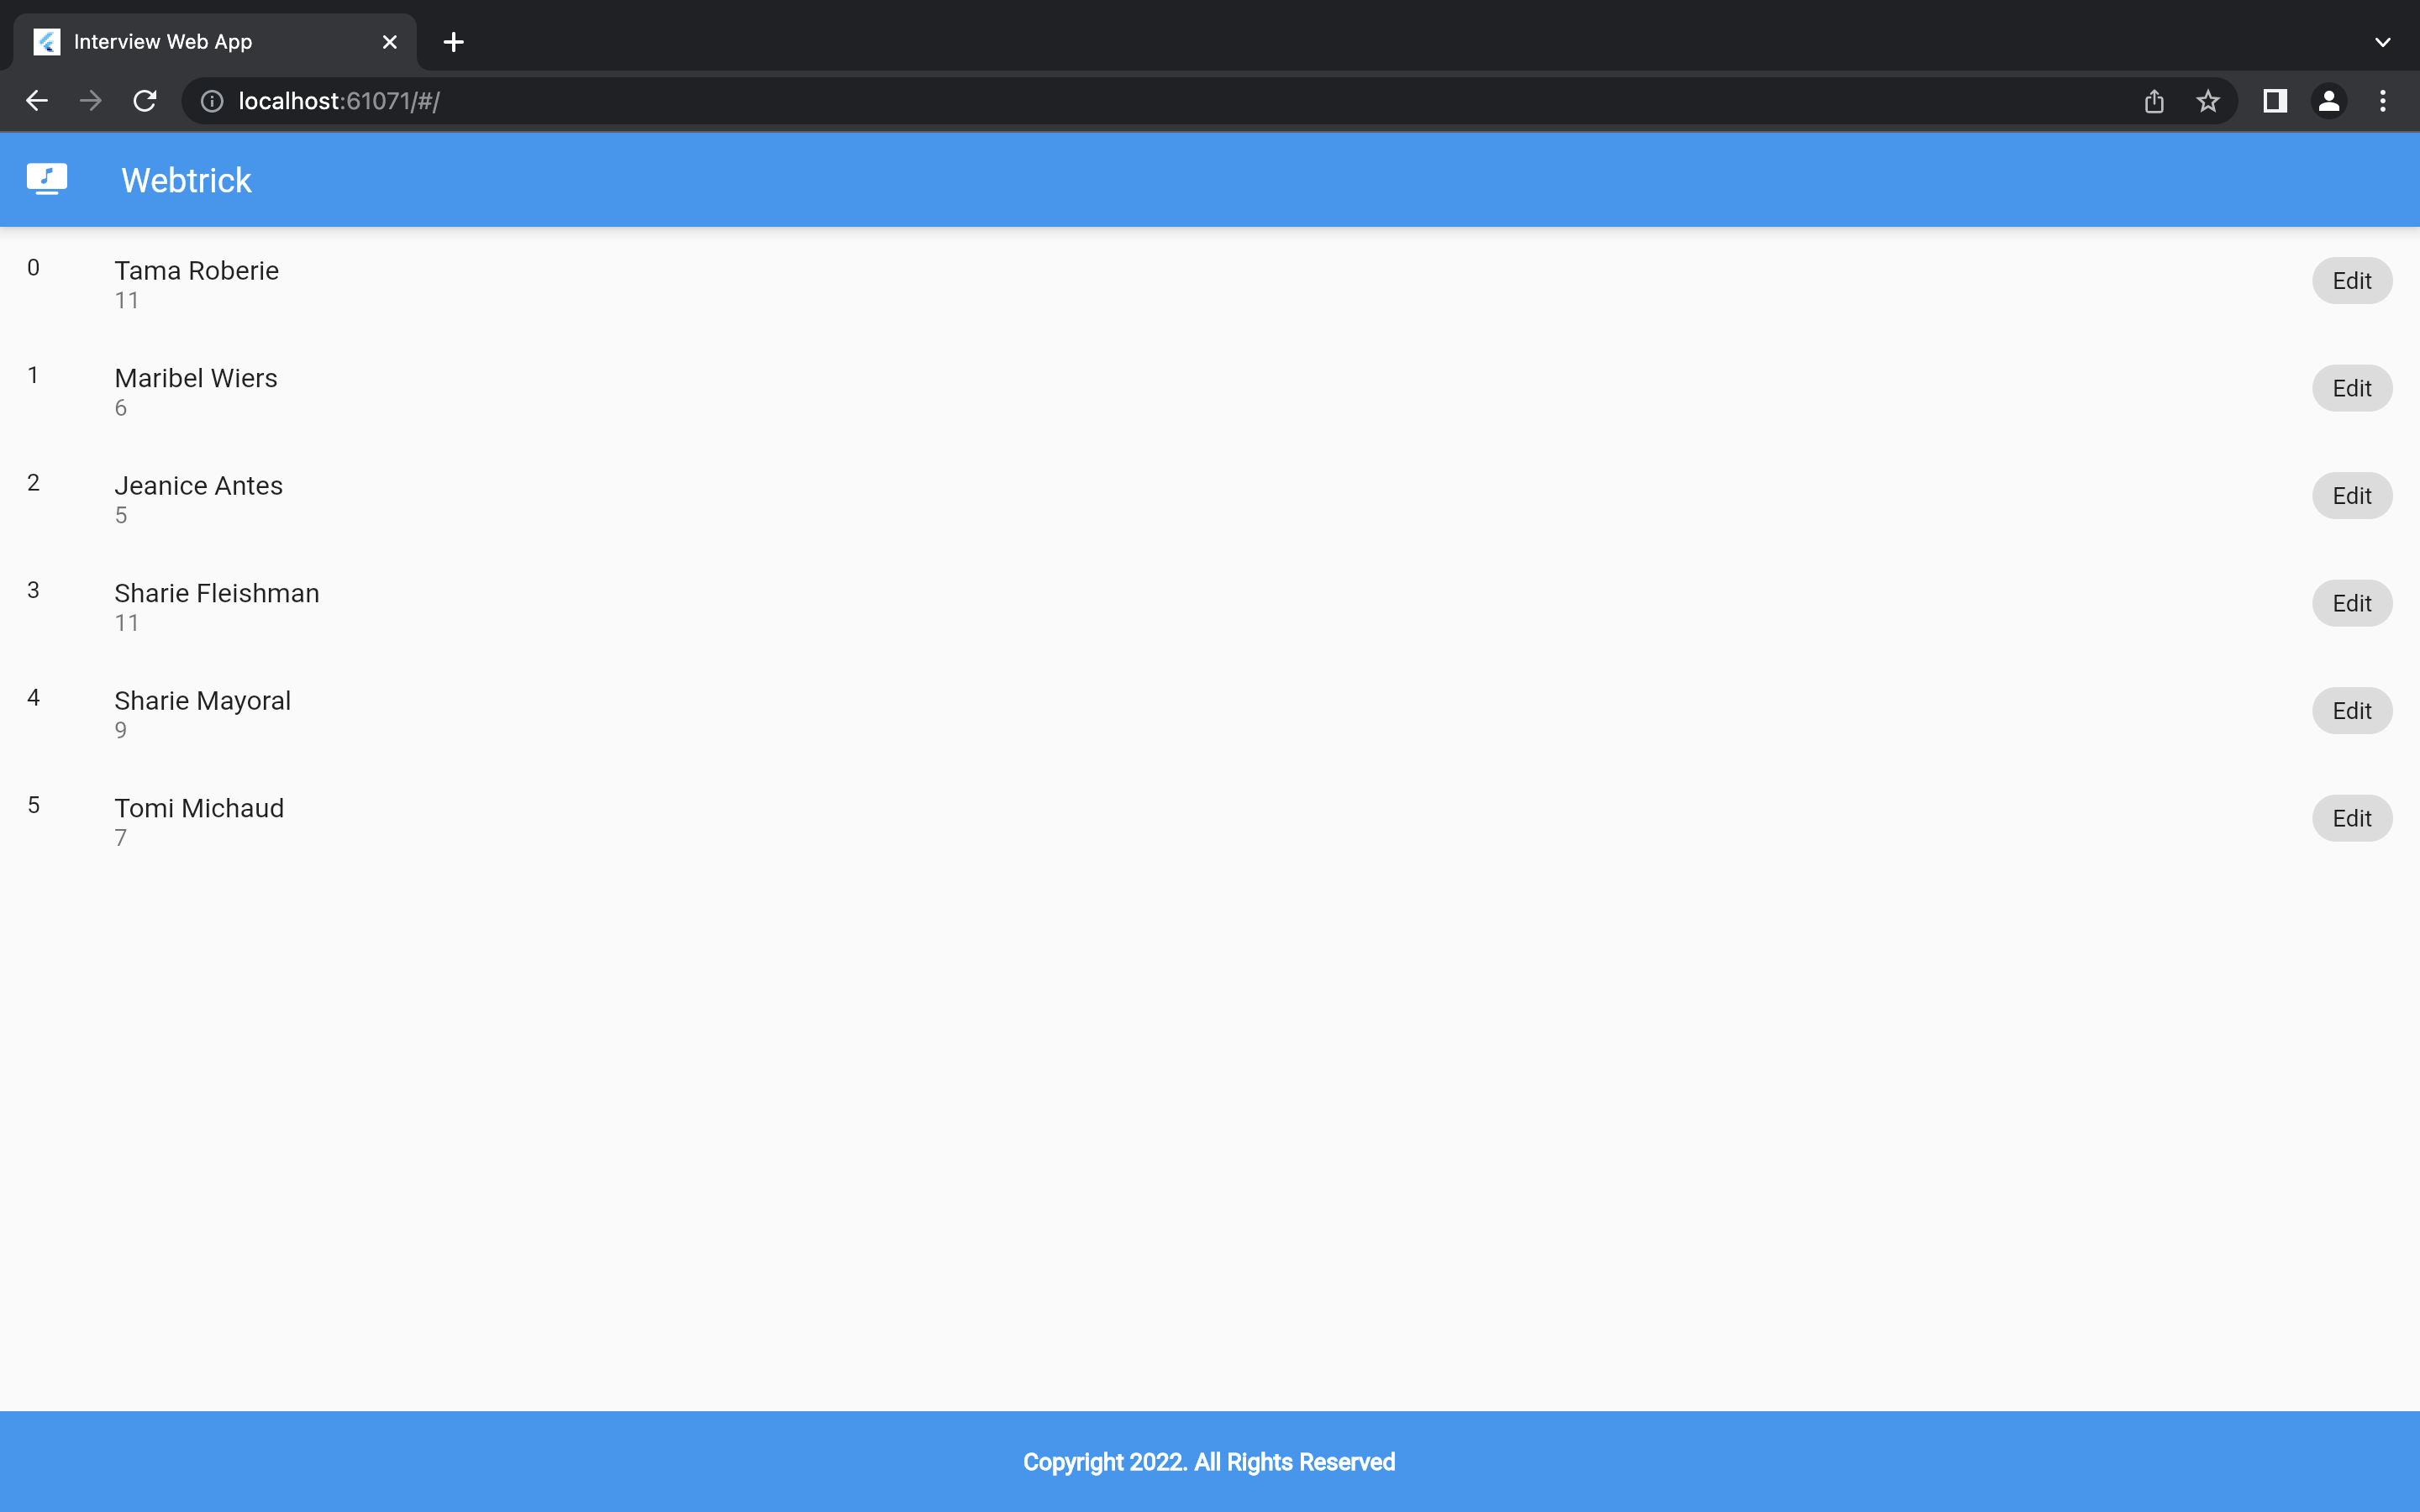 Interview Web App
localhost:61071/#/
Webtrick
0 Tama Roberie Edit
11
1 Maribel Wiers Edit
6
2 Jeanice Antes Edit
5
3 Sharie Fleishman Edit
11
4 Sharie Mayoral Edit
9
5 Tomi Michaud Edit
7
Copyright 2022. All Rights Reserved